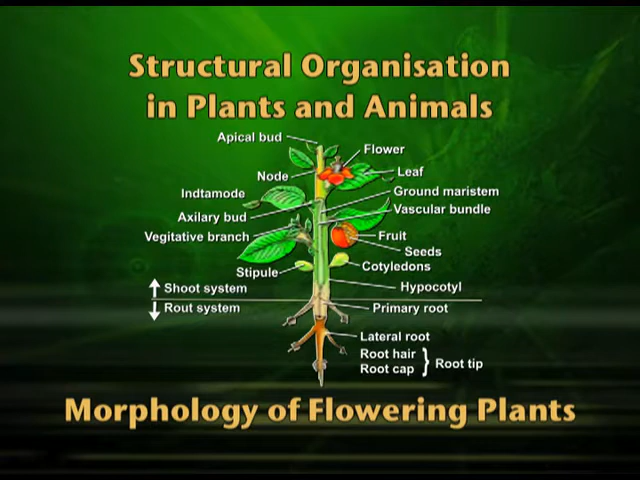 Structural Organisation
in Plants and Animals
Apical bud
Flower
Node
Leaf
Indtamode
Ground maristem
Axilary bud
Vascular bundle
Vegitative branch
Fruit
Seeds
Stipule
Cotyledons
Shoot system
Hypocotyl
Rout system
Primary root
Lateral root
Root hair
Root cap
Root tip
Morphology of Flowering Plants